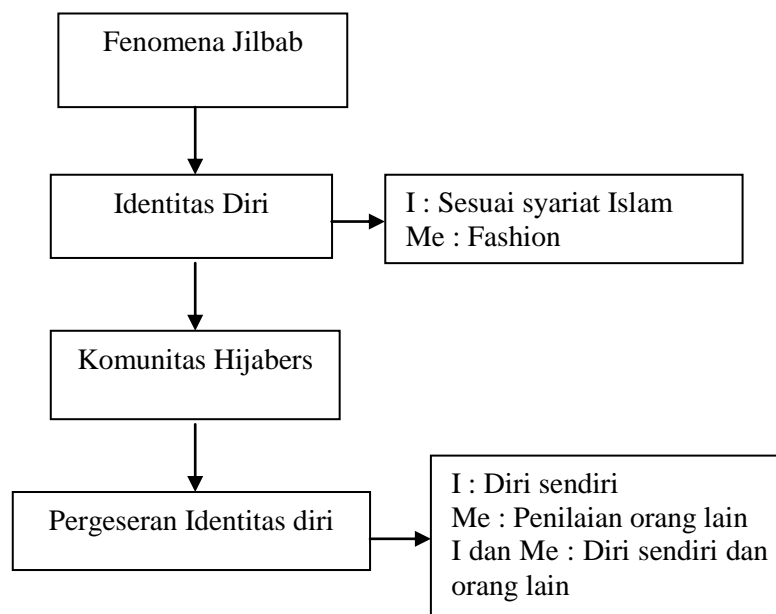 Fenomena Jilbab
Identitas Diri
I : Sesuai syariat Islam
Me : Fashion
Komunitas Hijabers
Pergeseran Identitas diri
I : Diri sendiri
Me : Penilaian orang lain
I dan Me : Diri sendiri dan
orang lain